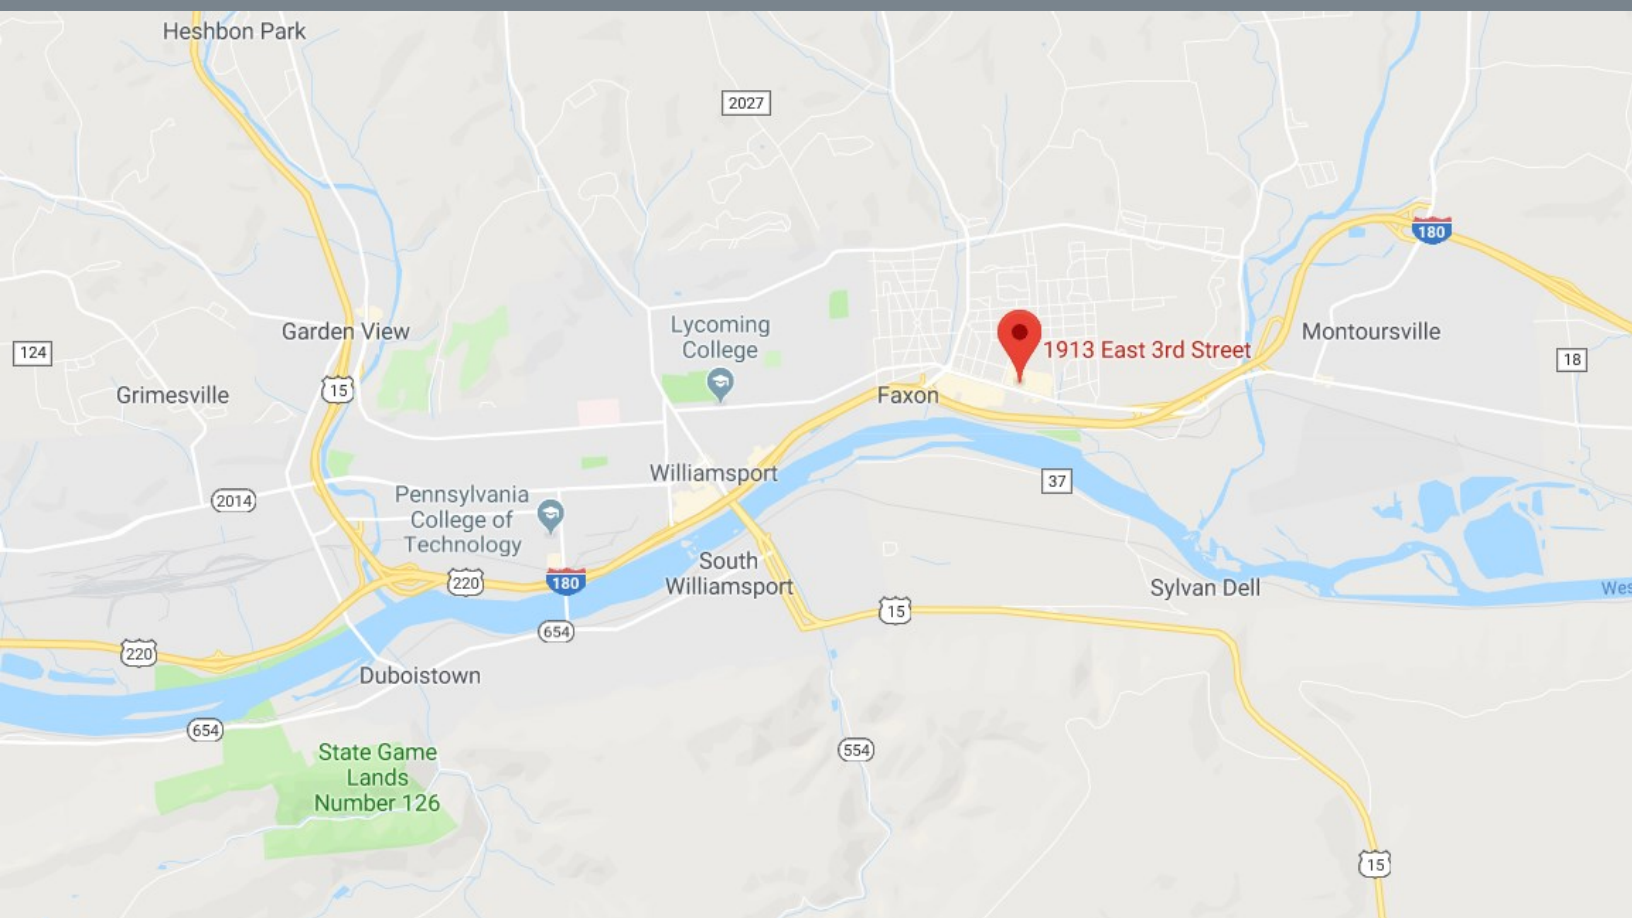 Heshbon Park
2027
180
Lycoming
College
1913 East 3rd Street
Garden View
Montoursville
124
18
15
Grimesville
Faxon
Williamsport
37
2014
Pennsylvania
College of
Technology
South
Williamsport
220
180
Sylvan Dell
Wes
15
654
220
Duboistown
654
State Game
Lands
Number 126
554
15